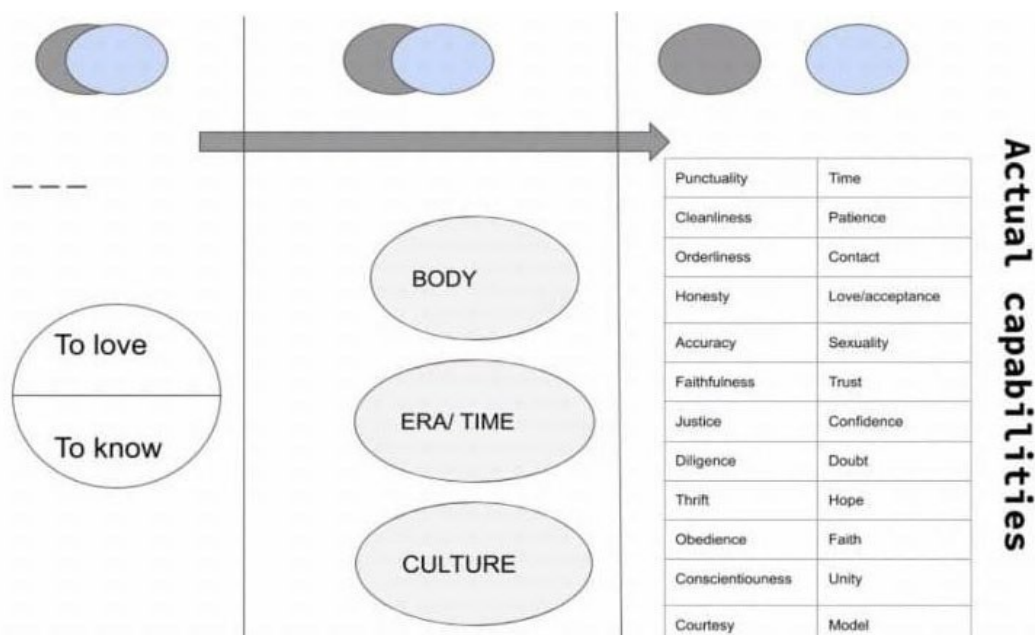 To love
To know
BODY
ERA/ TIME
CULTURE
Punctuality Time
Cleanliness Patience
Orderliness Contact
Honesty Love/acceptance
Accuracy Sexuality
Faithfulness Trust
Justice Confidence
Diligence Doubt
Thrift Hope
Obedience Faith
Conscientiouness Unity
Courtesy Model
Actual capabilities